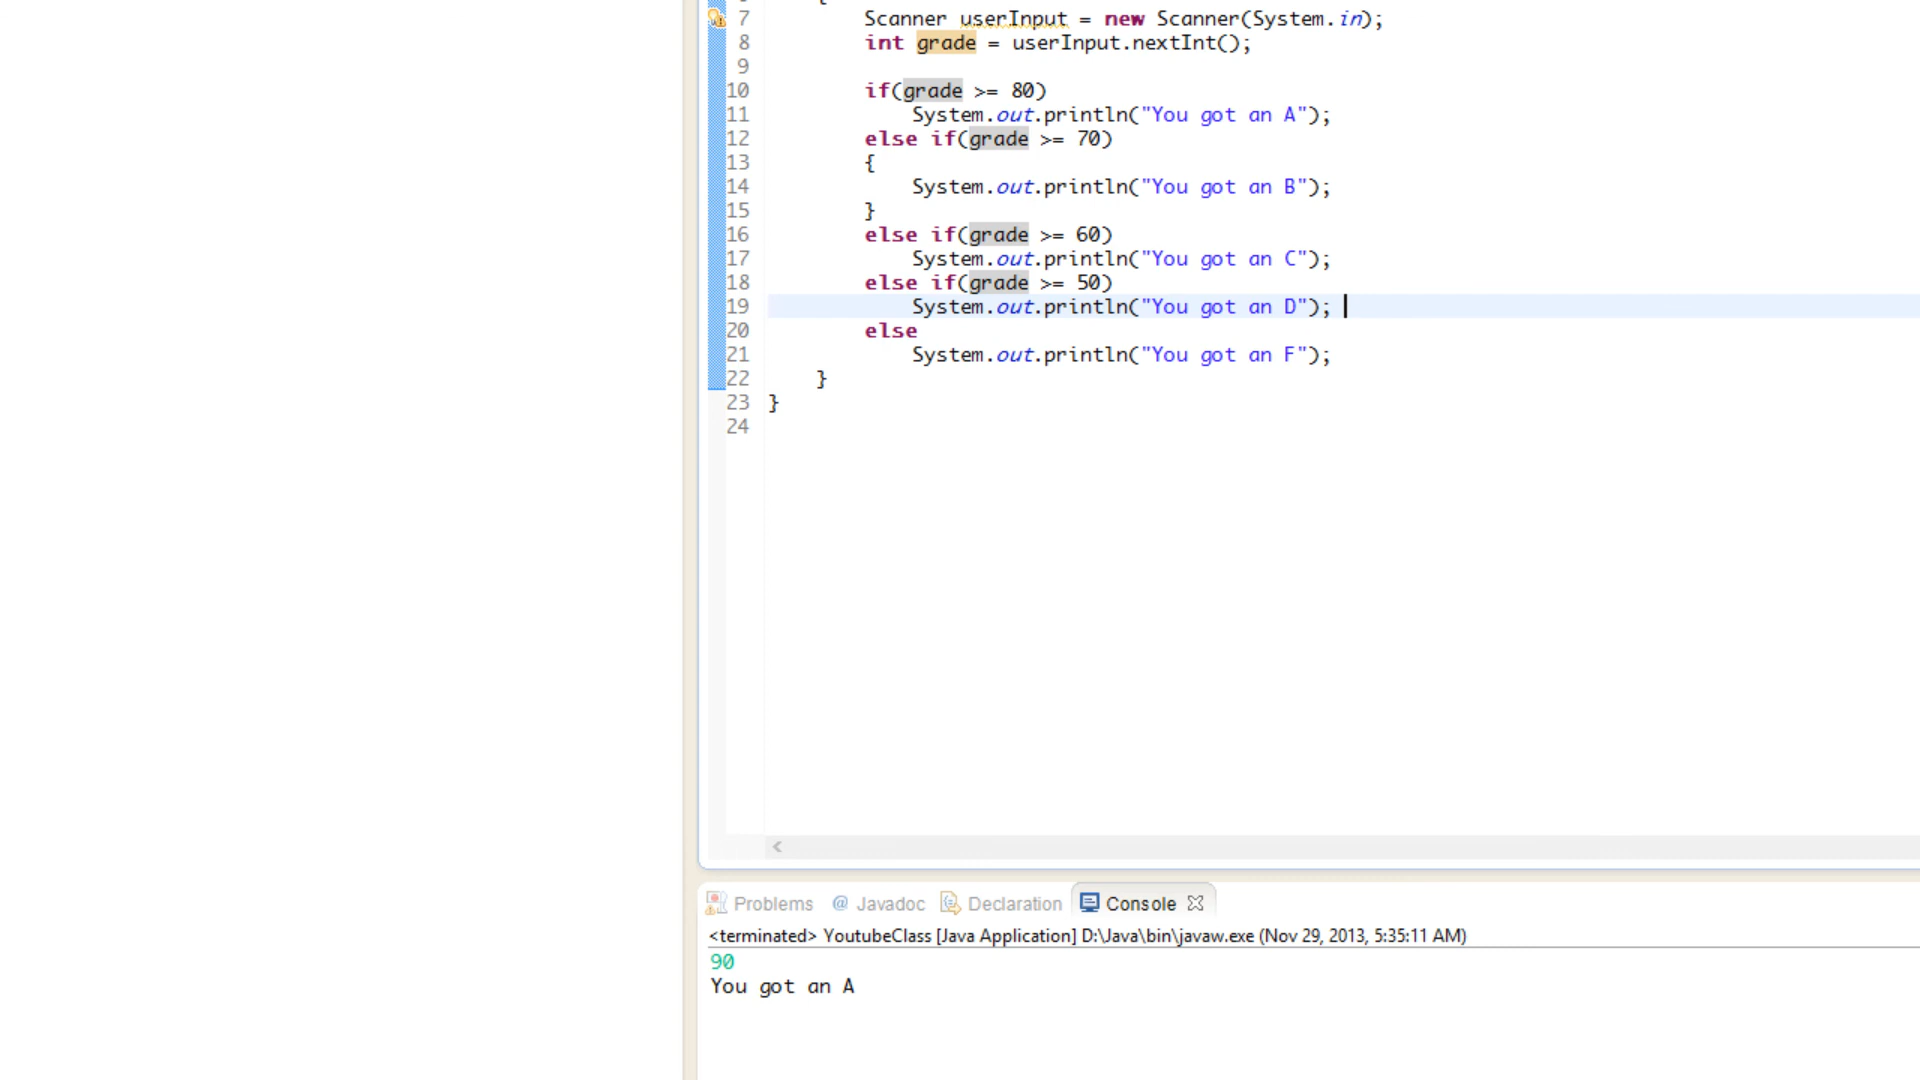 7 Scanner userInput = new Scanner(System.in);
8 int grade = userInput.nextInt();
9
10 if(grade >= 80)
11 System.out.println("You got an A");
12 else if(grade >= 70)
13 {
14 System.out.println("You got an B");
15 }
16 else if(grade >= 60)
17 System.out.println("You got an C");
18 else if(grade >= 50)
19 System.out.println("You got an D");
20 else
21 System.out.println("You got an F");
22 }
23 }
24
Problems @ Javadoc Declaration Console
<terminated> YoutubeClass [Java Application] D:\Java\bin\javaw.exe (Nov 29, 2013, 5:35:11 AM)
90
You got an A